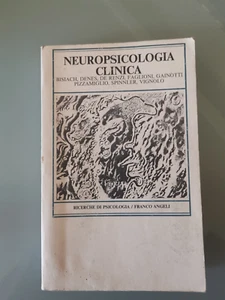 NEUROPSICOLOGIA
CLINICA
BISIACH, DENES, DE RENZI, FAGLIONI, GAINOTTI
PIZZAMIGLIO, SPINNLER, VIGNOLO
RICERCHE DI PSICOLOGIA / FRANCO ANGELI